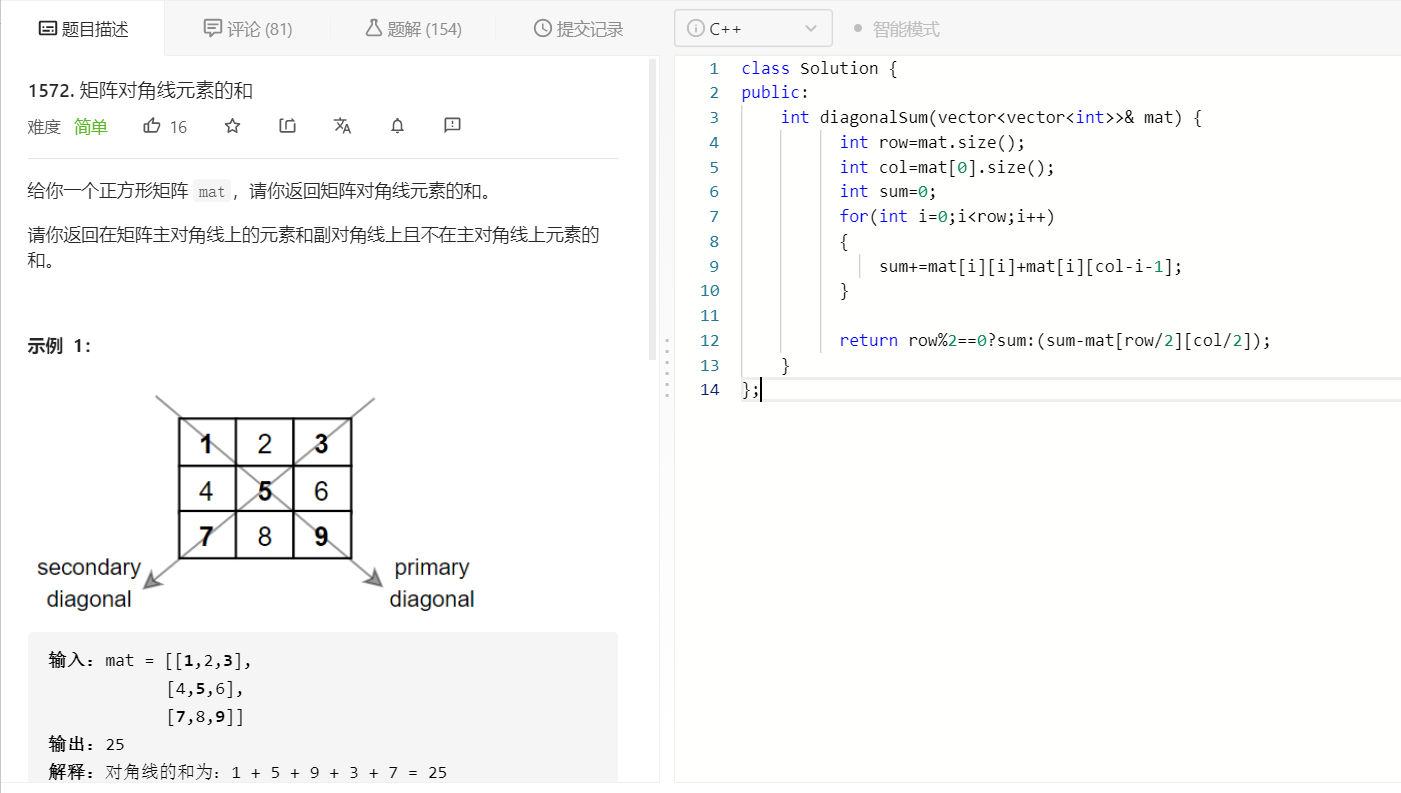 题目描述
评论 (81)
题解 (154)
提交记录
C++
智能模式
1572. 矩阵对角线元素的和
难度 简单 16
给你一个正方形矩阵 mat，请你返回矩阵对角线元素的和。
请你返回在矩阵主对角线上的元素和副对角线上且不在主对角线上元素的
和。
示例 1：
1 2 3
4 5 6
7 8 9
secondary
diagonal
primary
diagonal
输入：mat = [[1,2,3],
[4,5,6],
[7,8,9]]
输出：25
解释：对角线的和为：1 + 5 + 9 + 3 + 7 = 25
1 class Solution {
2 public:
3 int diagonalSum(vector<vector<int>>& mat) {
4 int row=mat.size();
5 int col=mat[0].size();
6 int sum=0;
7 for(int i=0;i<row;i++)
8 {
9 sum+=mat[i][i]+mat[i][col-i-1];
10 }
11
12 return row%2==0?sum:(sum-mat[row/2][col/2]);
13 }
14 };